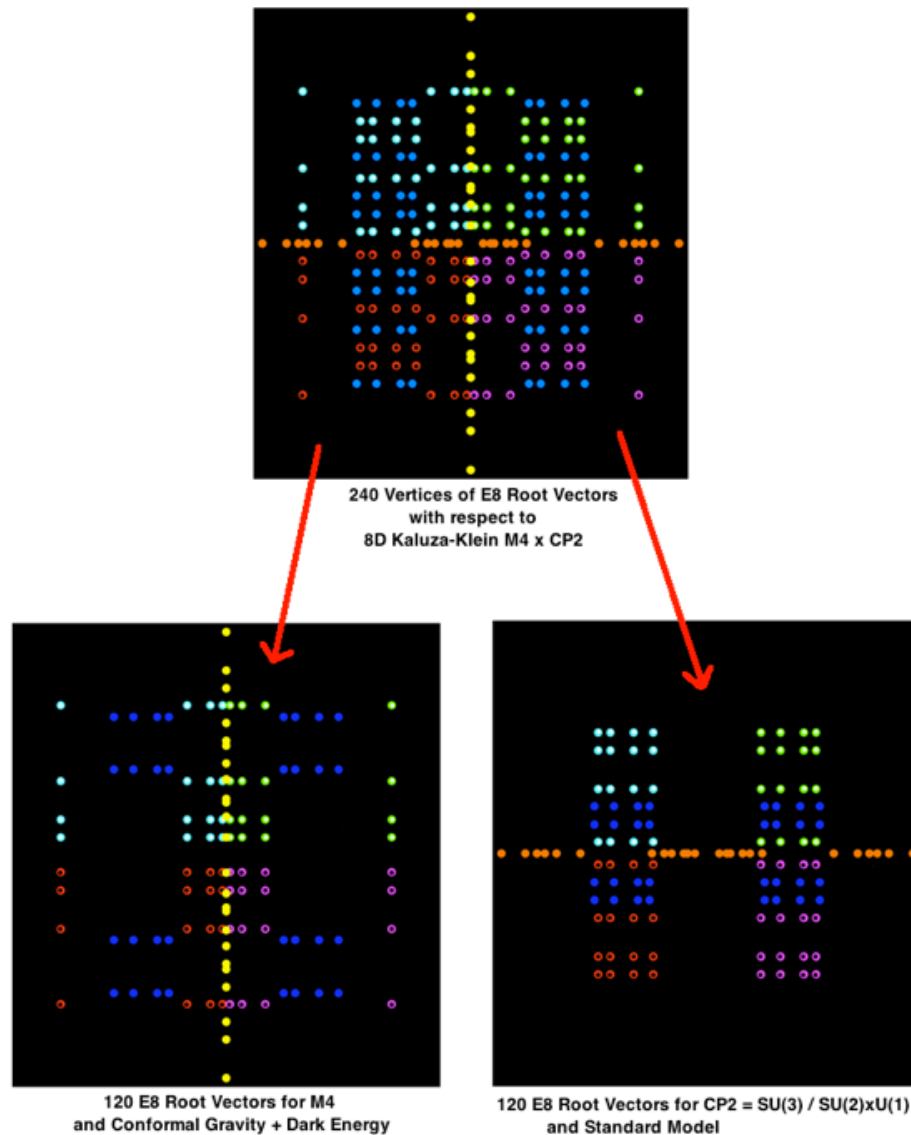 240 Vertices of E8 Root Vectors
with respect to
8D Kaluza-Klein M4 x CP2
120 E8 Root Vectors for M4
and Conformal Gravity + Dark Energy
120 E8 Root Vectors for CP2 = SU(3) / SU(2)xU(1)
and Standard Model